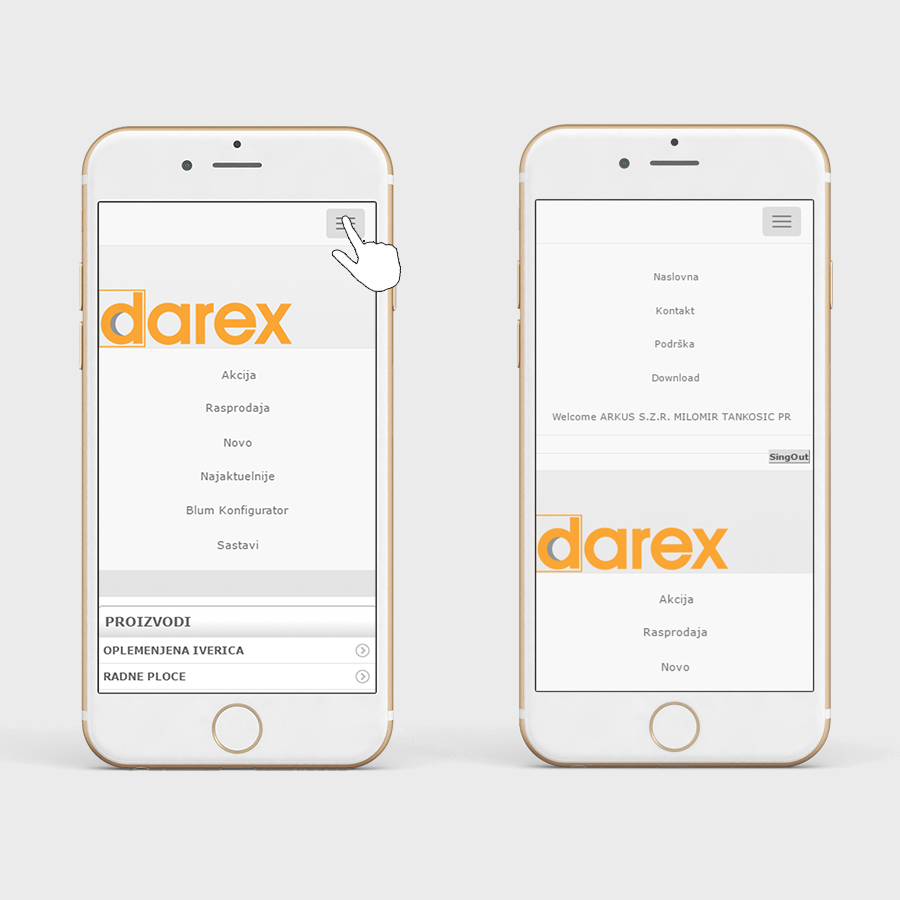 darex
Akcija
Rasprodaja
Novo
Najaktuelnije
Blum Konfigurator
Sastavi
PROIZVODI
OPLEMENJENA IVERICA
RADNE PLOCE
Naslovna
Kontakt
Podrška
Download
Welcome ARKUS S.Z.R. MILOMIR TANKOSIC PR
SingOut
darex
Akcija
Rasprodaja
Novo